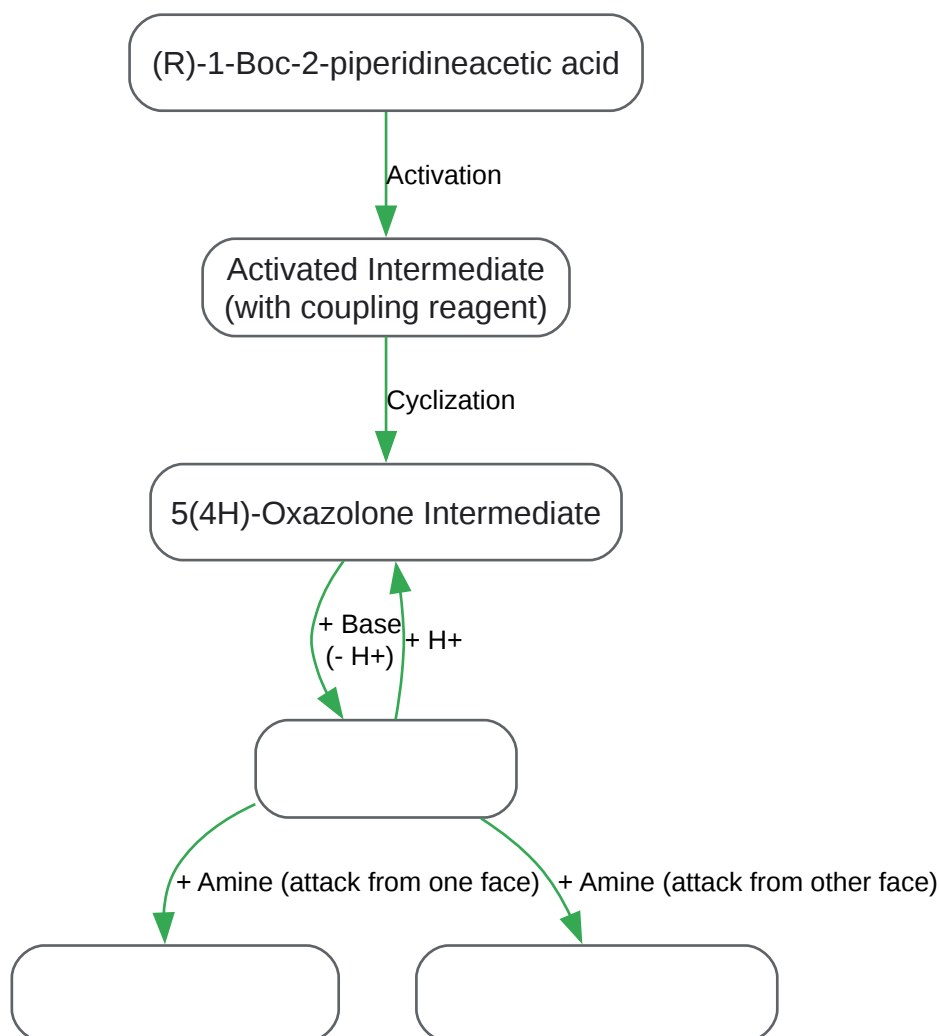 (R)-1-Boc-2-piperidineacetic acid
Activation
Activated Intermediate
(with coupling reagent)
Cyclization
5(4H)-Oxazolone Intermediate
+ Base
(- H+)
+ H+
+ Amine (attack from one face)
+ Amine (attack from other face)